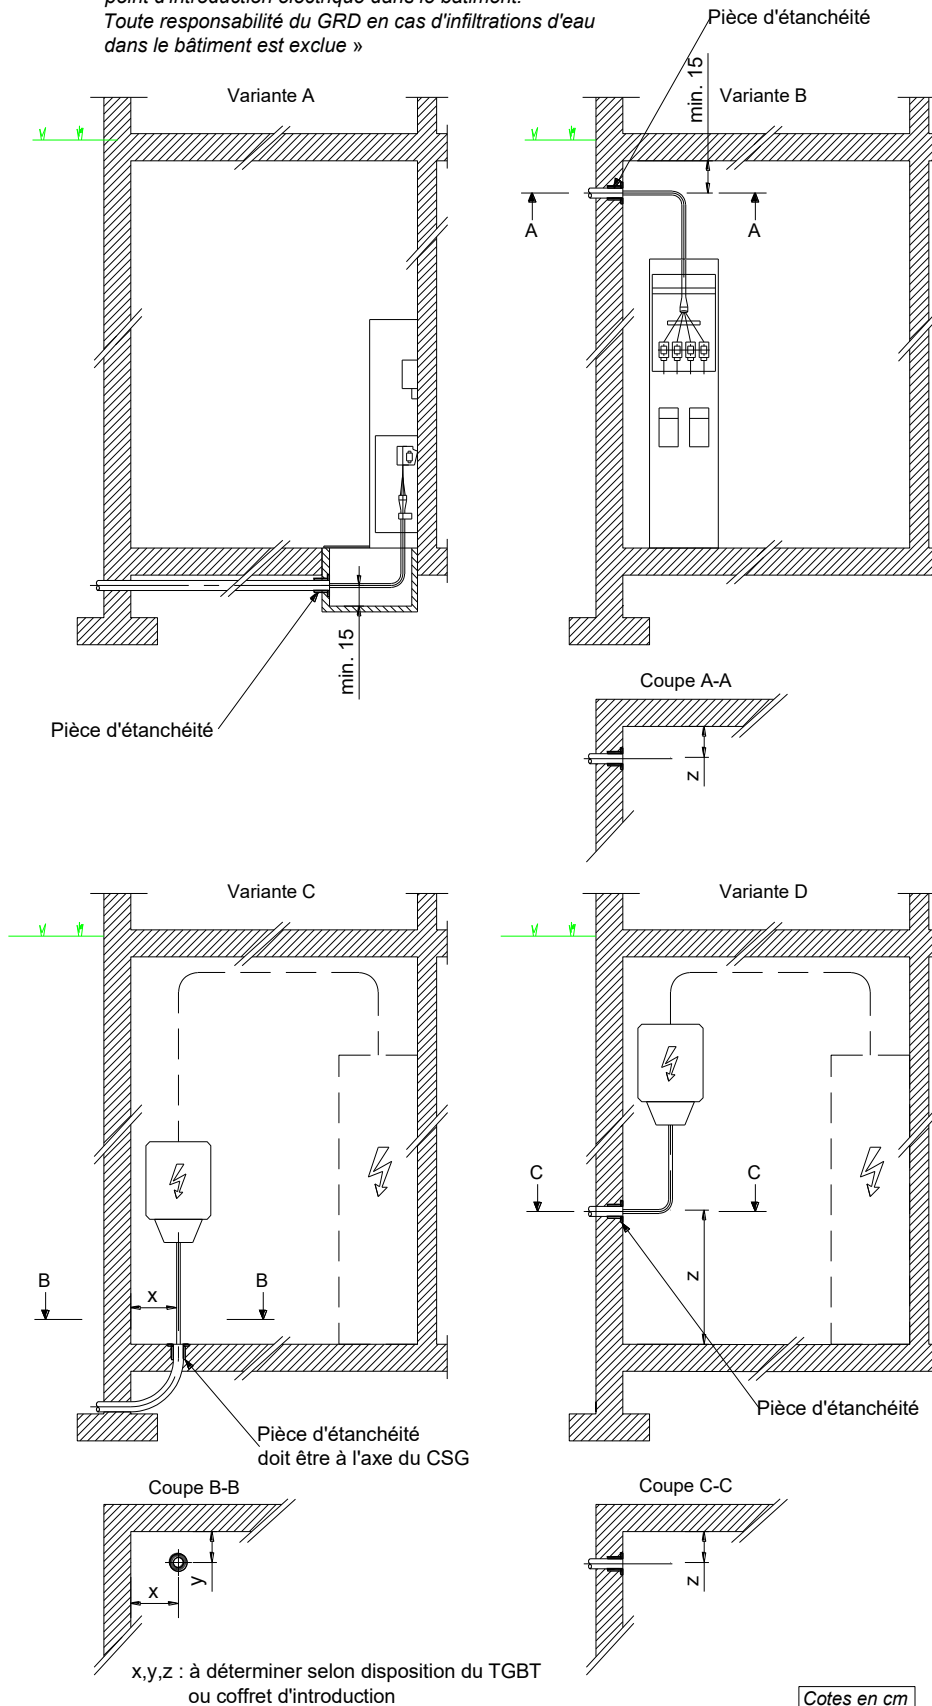 point d'introduction électrique dans le bâtiment.
Toute responsabilité du GRD en cas d'infiltrations d'eau
dans le bâtiment est exclue »
Pièce d'étanchéité
Variante A
Variante B
min. 15
A
A
min. 15
Pièce d'étanchéité
Coupe A-A
z
Variante C
Variante D
C
C
z
B
B
x
Pièce d'étanchéité
Pièce d'étanchéité
doit être à l'axe du CSG
Coupe B-B
Coupe C-C
x
y
z
x,y,z : à déterminer selon disposition du TGBT
ou coffret d'introduction
Cotes en cm